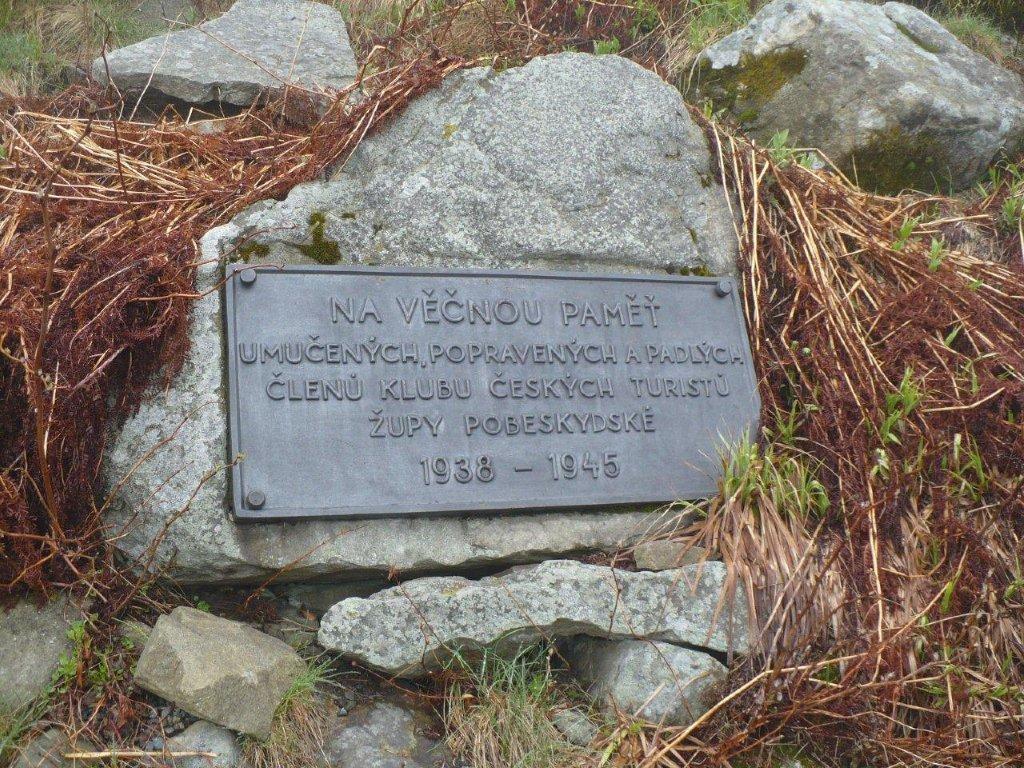 NA VĚČNOU PAMĚŤ
UMUČENÝCH, POPRAVENÝCH A PADLÝCH
ČLENŮ KLUBU ČESKÝCH TURISTŮ
ŽUPY POBESKYDSKÉ
1938 – 1945